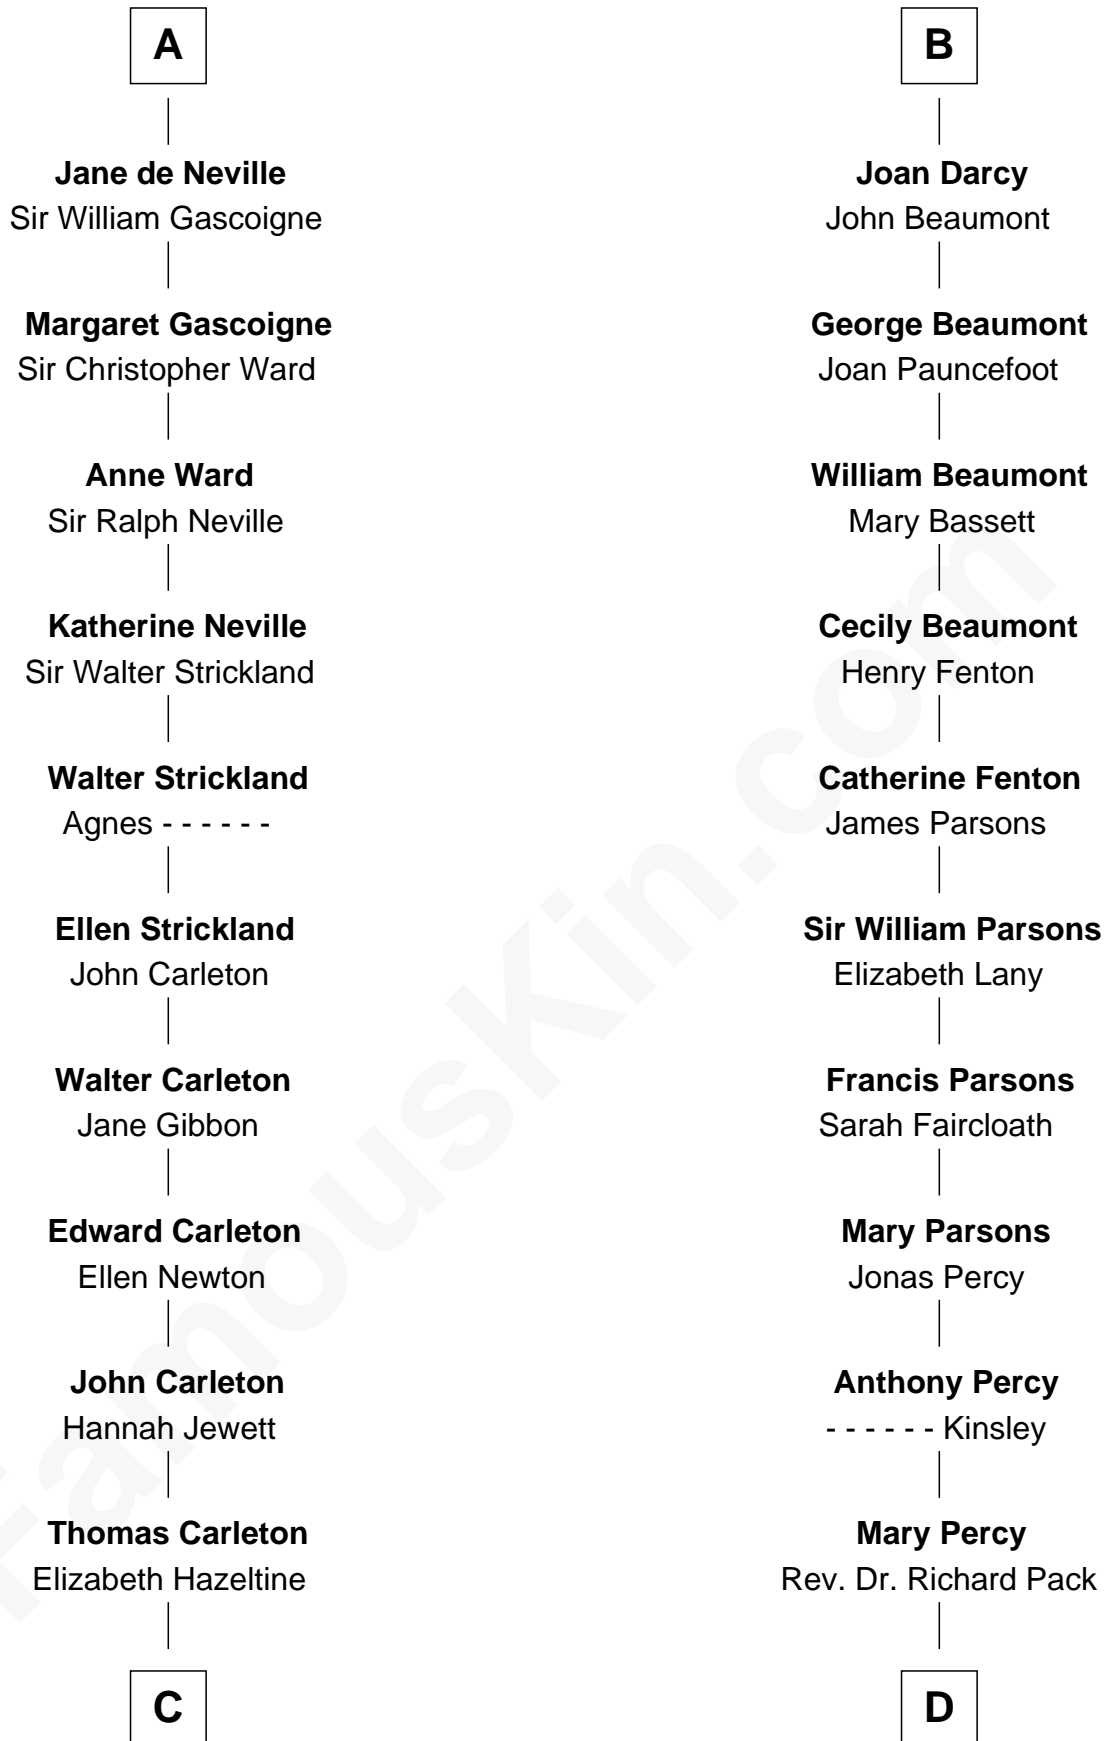 A
Jane de Neville
Sir William Gascoigne
Margaret Gascoigne
Sir Christopher Ward
Anne Ward
Sir Ralph Neville
Katherine Neville
Sir Walter Strickland
Walter Strickland
Agnes - - - - - -
Ellen Strickland
John Carleton
Walter Carleton
Jane Gibbon
Edward Carleton
Ellen Newton
John Carleton
Hannah Jewett
Thomas Carleton
Elizabeth Hazeltine
C
B
Joan Darcy
John Beaumont
George Beaumont
Joan Pauncefoot
William Beaumont
Mary Bassett
Cecily Beaumont
Henry Fenton
Catherine Fenton
James Parsons
Sir William Parsons
Elizabeth Lany
Francis Parsons
Sarah Faircloath
Mary Parsons
Jonas Percy
Anthony Percy
- - - - - - Kinsley
Mary Percy
Rev. Dr. Richard Pack
D
FamousKin.com